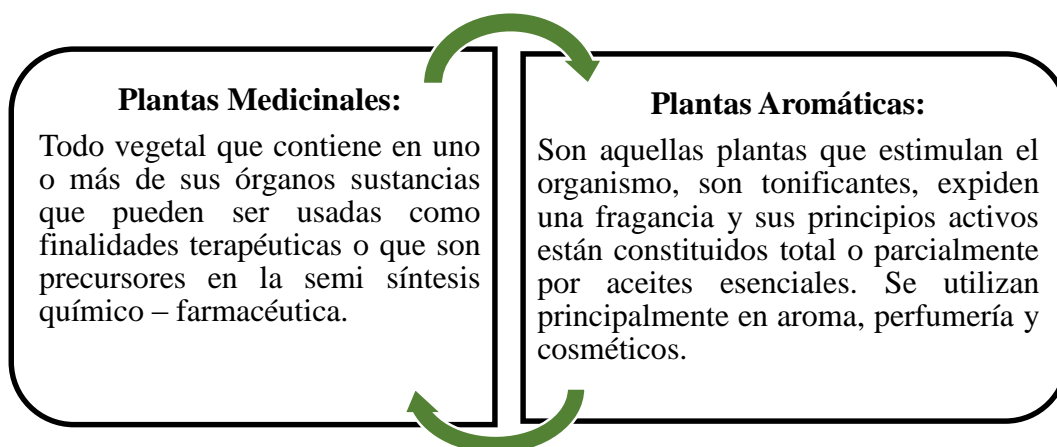 Plantas Medicinales:
Todo vegetal que contiene en uno
o más de sus órganos sustancias
que pueden ser usadas como
finalidades terapéuticas o que son
precursores en la semi síntesis
químico – farmacéutica.
Plantas Aromáticas:
Son aquellas plantas que estimulan el
organismo, son tonificantes, expiden
una fragancia y sus principios activos
están constituidos total o parcialmente
por aceites esenciales. Se utilizan
principalmente en aroma, perfumería y
cosméticos.